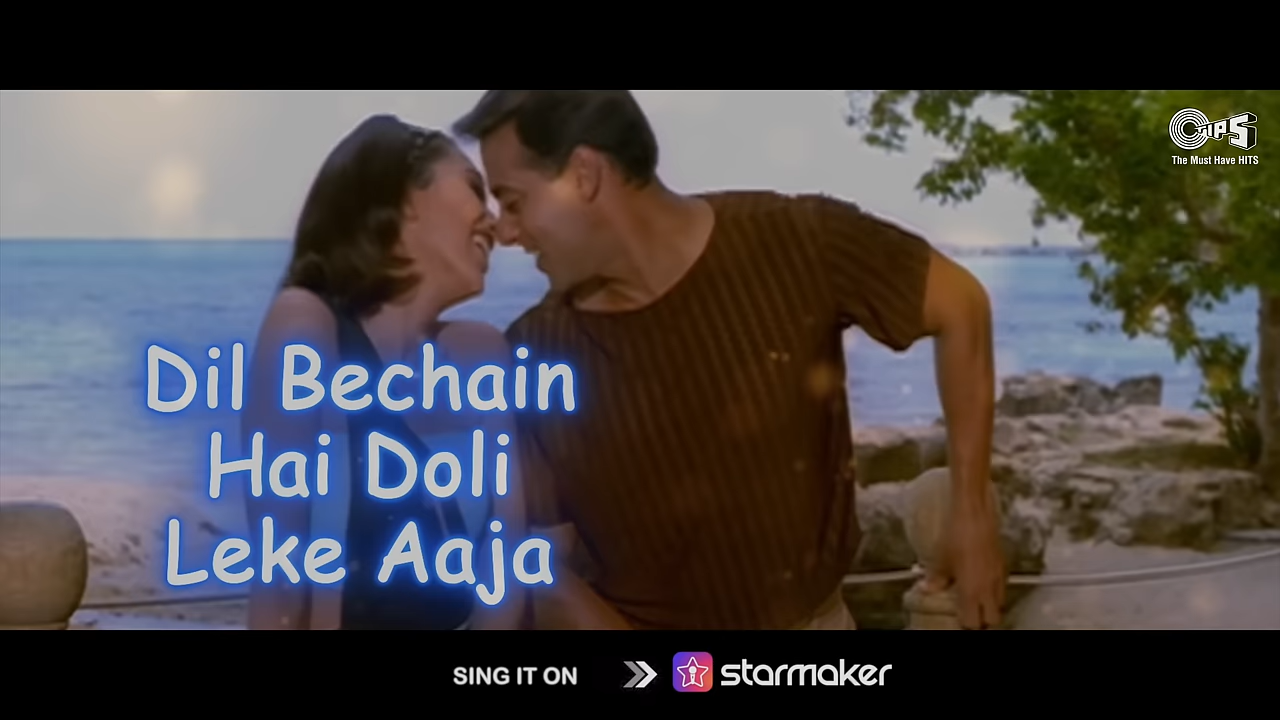 TIPS
The Must Have HITS
Dil Bechain
Hai Doli
Leke Aaja
SING IT ON
starmaker